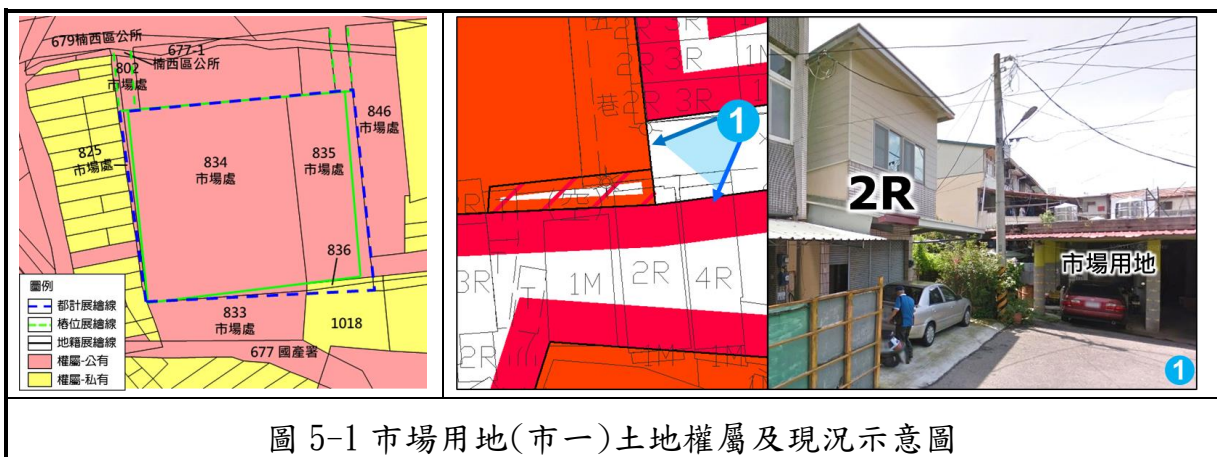 679楠西區公所
677-1
楠西區公所
802
市場處
846
市場處
825
市場處
834
市場處
835
市場處
836
833
市場處
1018
677 國產署
圖例
都計展繪線
樁位展繪線
地籍展繪線
權屬-公有
權屬-私有
3R
2R
3R
1M
2R
巷
2R
3R
1
3R
1M
2R
4R
2R
1M
1M
2R
市場用地
1
圖 5-1 市場用地(市一)土地權屬及現況示意圖